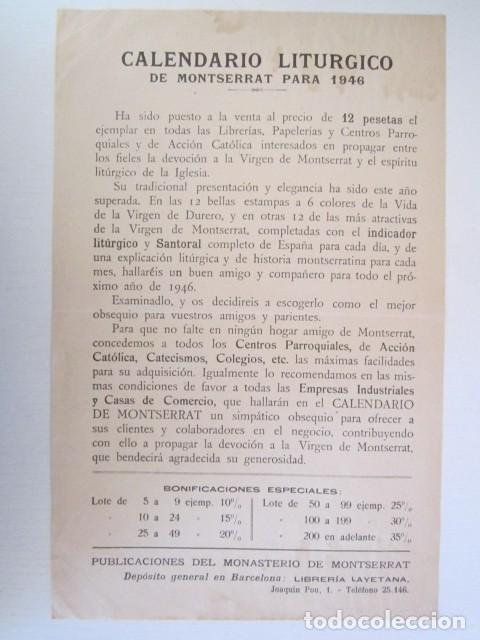 CALENDARIO LITURGICO
DE MONTSERRAT PARA 1946
Ha sido puesto a la venta al precio de 12 pesetas el
ejemplar en todas las Librerías, Papelerías y Centros Parro-
quiales y de Acción Católica interesados en propagar entre
los fieles la devoción a la Virgen de Montserrat y el espíritu
litúrgico de la Iglesia.
Su tradicional presentación y elegancia ha sido este año
superada. En las 12 bellas estampas a 6 colores de la Vida
de la Virgen de Durero, y en otras 12 de las más atractivas
de la Virgen de Montserrat, completadas con el indicador
litúrgico y Santoral completo de España para cada día, y de
una explicación litúrgica y de historia montserratina para cada
mes, hallaréis un buen amigo y compañero para todo el pró-
ximo año de 1946.
Examinadlo, y os decidireis a escogerlo como el mejor
obsequio para vuestros amigos y parientes.
Para que no falte en ningún hogar amigo de Montserrat,
concedemos a todos los Centros Parroquiales, de Acción
Católica, Catecismos, Colegios, etc. las máximas facilidades
para su adquisición. Igualmente lo recomendamos en las mis-
mas condiciones de favor a todas las Empresas Industriales
y Casas de Comercio, que hallarán en el CALENDARIO
DE MONTSERRAT un simpático obsequio para ofrecer a
sus clientes y colaboradores en el negocio, contribuyendo
con ello a propagar la devoción a la Virgen de Montserrat,
que bendecirá agradecida su generosidad.
BONIFICACIONES ESPECIALES:
Lote de 5 a 9 ejemp. 10%
" 10 a 24 " 15%
" 25 a 49 " 20%
Lote de 50 a 99 ejemp. 25%
" 100 a 199 " 30%
" 200 en adelante 35%
PUBLICACIONES DEL MONASTERIO DE MONTSERRAT
Depósito general en Barcelona: LIBRERÍA LAYETANA,
Joaquín Pou, 1. - Teléfono 25.146.
todocoleccion.net